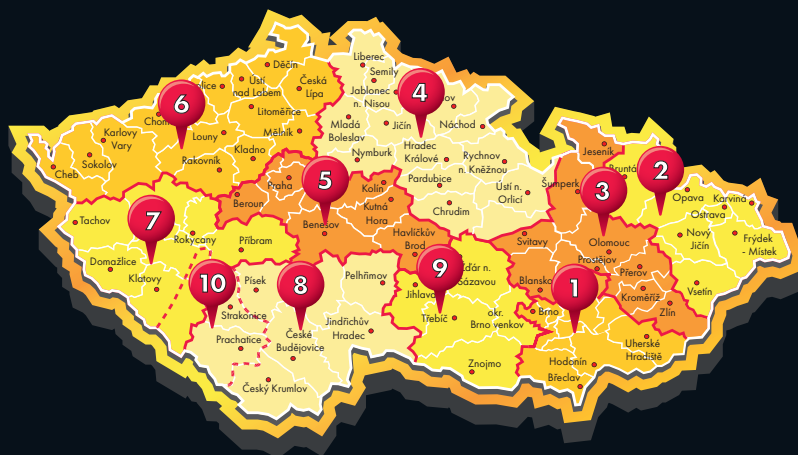 Liberec
Děčín
Semily
Ústí
nad Labem
Česká
Lípa
Jablonec
n. Nisou
4
6
Litoměřice
Mladá
Boleslav
Jičín
Náchod
Karlovy
Vary
Louny
Mělník
Hradec
Králové
Jeseník
Nymburk
Rychnov
n. Kněžnou
Kladno
Sokolov
Rakovník
Cheb
2
Pardubice
Praha
5
Kolín
Šumperk
3
Ústí n.
Orlicí
Opava
Karviná
Beroun
Kutná
Hora
Chrudim
Ostrava
7
Tachov
Benešov
Havlíčkův
Brod
Nový
Jičín
Frýdek
- Místek
Rokycany
Příbram
Svitavy
Olomouc
Prostějov
Domažlice
Klatovy
10
Písek
8
Pelhřimov
9
Přerov
Blansko
1
Jihlava
Kroměříž
Vsetín
Strakonice
Třebíč
okr.
Brno venkov
Brno
Zlín
Jindřichův
Hradec
České
Budějovice
Prachatice
Uherské
Hradiště
Znojmo
Hodonín
Břeclav
Český Krumlov